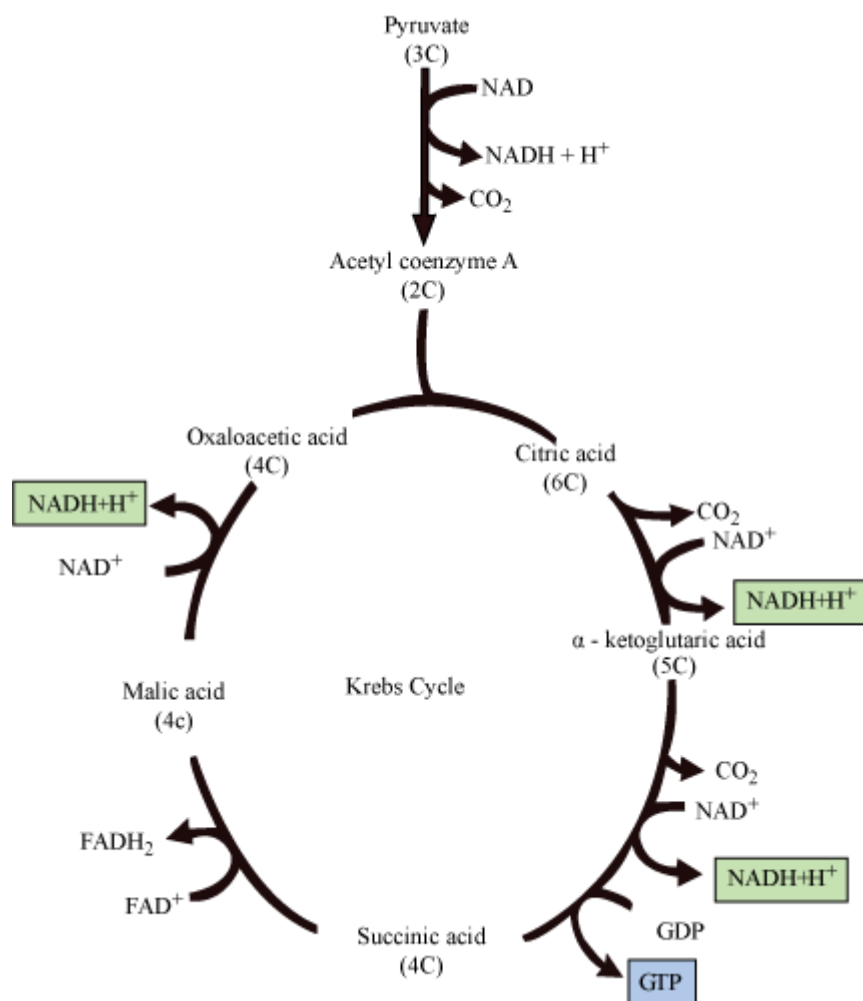 Pyruvate
(3C)
NAD
NADH + H⁺
CO₂
Acetyl coenzyme A
(2C)
Oxaloacetic acid
(4C)
Citric acid
(6C)
NADH+H⁺
NAD⁺
CO₂
NAD⁺
NADH+H⁺
α - ketoglutaric acid
(5C)
Malic acid
(4c)
Krebs Cycle
CO₂
NAD⁺
NADH+H⁺
FADH₂
FAD⁺
GDP
GTP
Succinic acid
(4C)